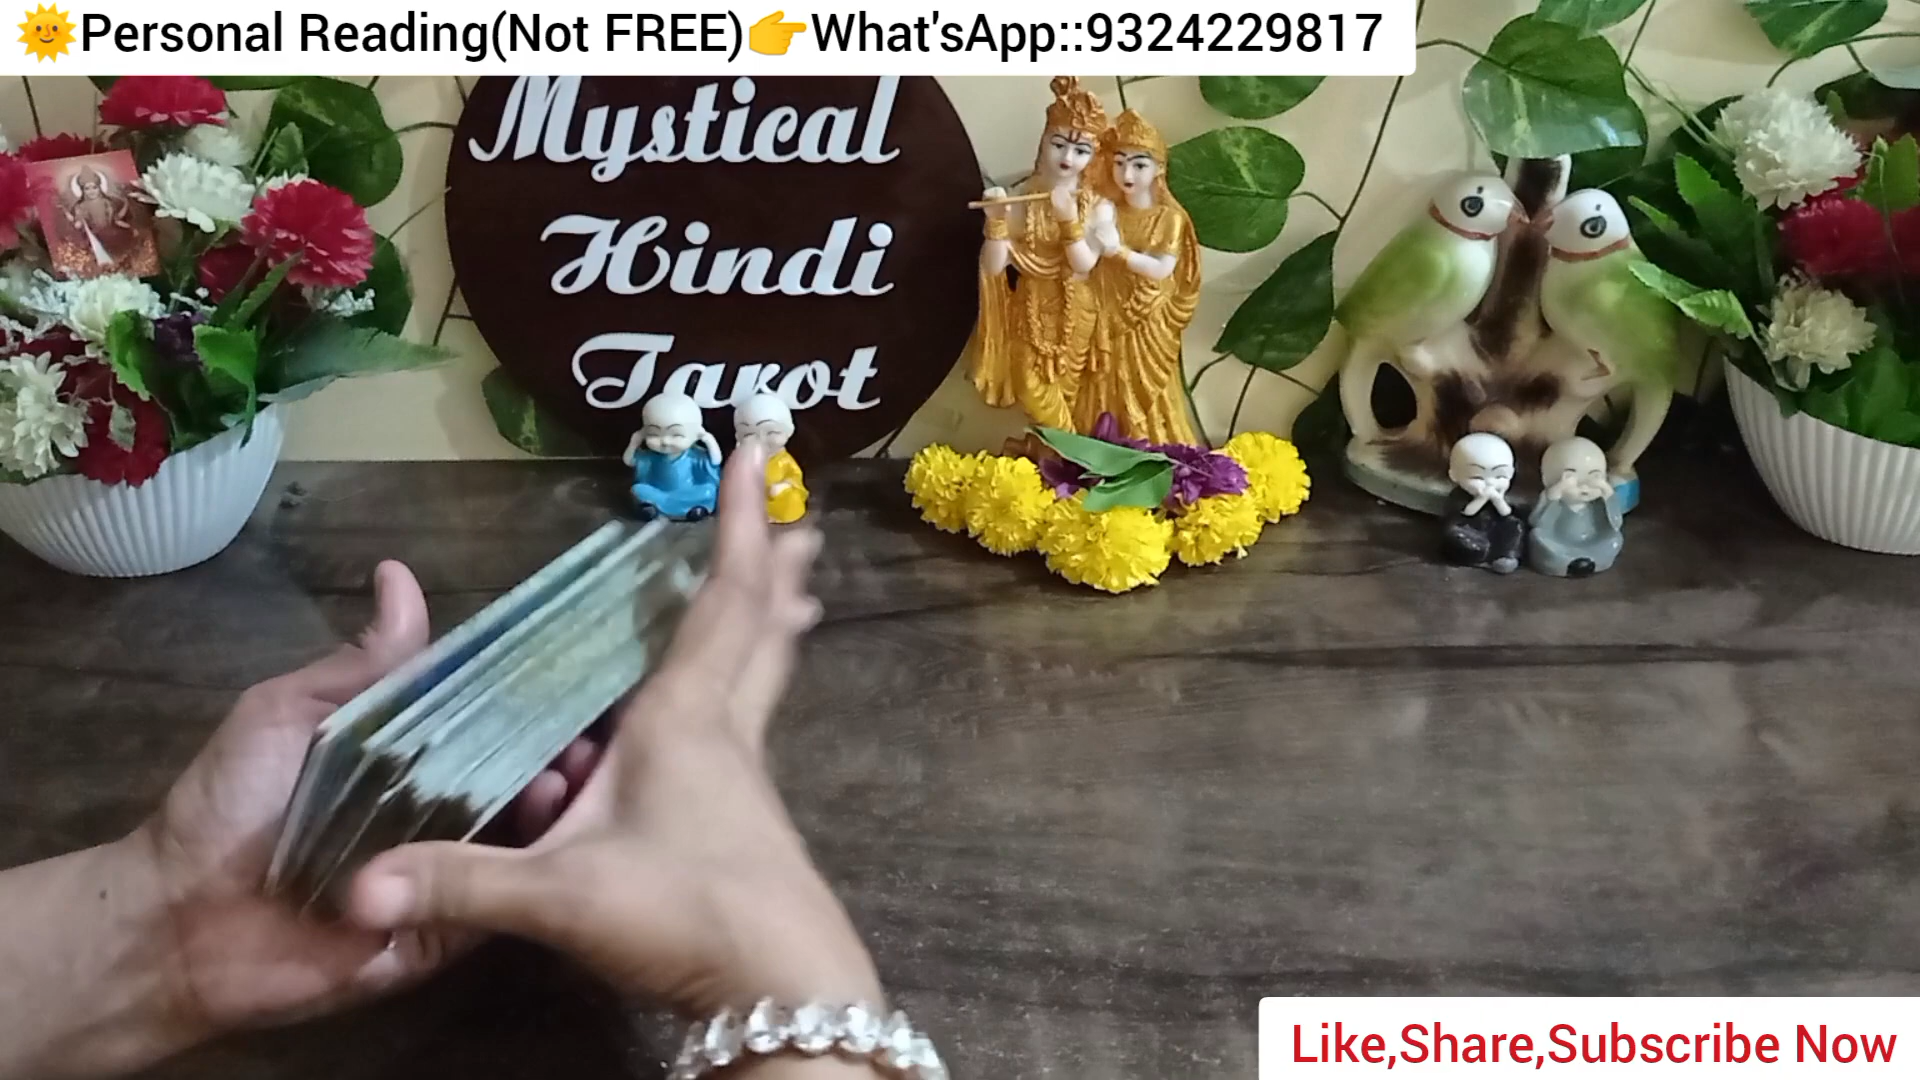 🌞Personal Reading(Not FREE)👉What'sApp::9324229817
Mystical
Hindi
Tarot
Like,Share,Subscribe Now